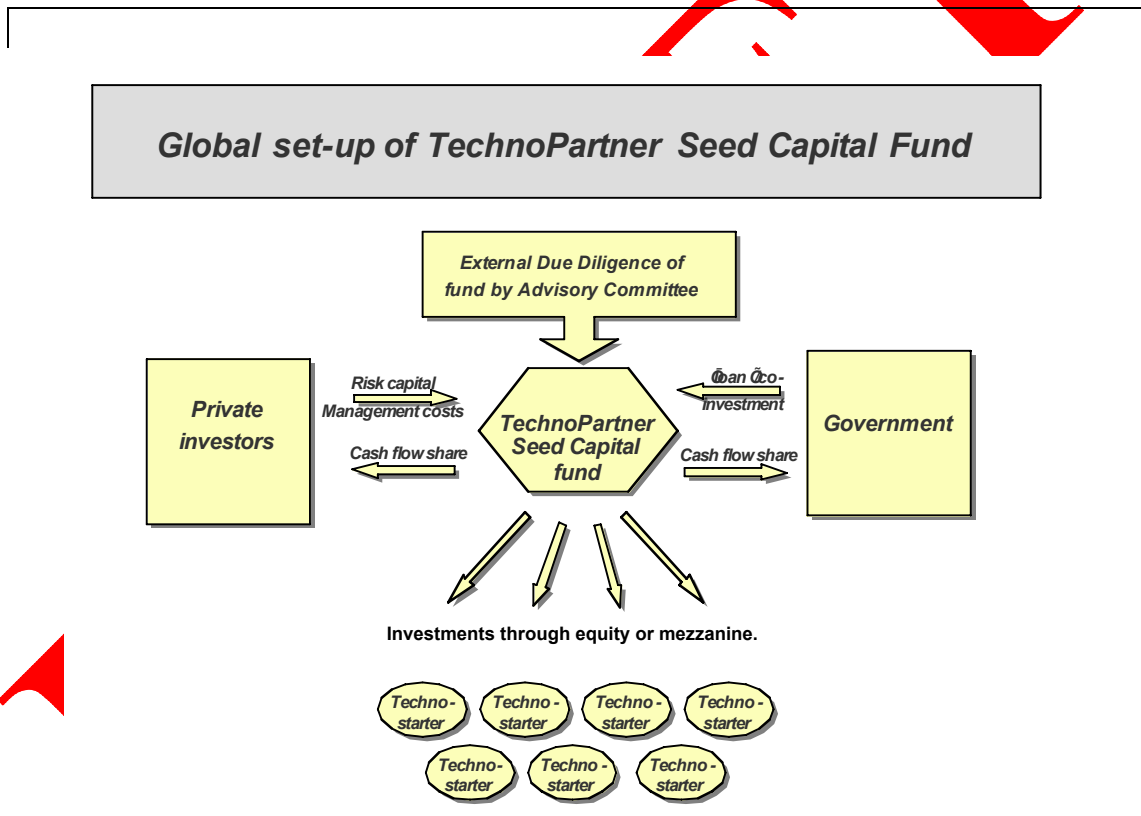 Global set-up of TechnoPartner Seed Capital Fund
External Due Diligence of
fund by Advisory Committee
Private
investors
Risk capital
Management costs
Cash flow share
TechnoPartner
Seed Capital
fund
co-
investment
Cash flow share
Government
Investments through equity or mezzanine.
Techno-
starter
Techno -
starter
Techno -
starter
Techno -
starter
Techno-
starter
Techno -
starter
Techno -
starter